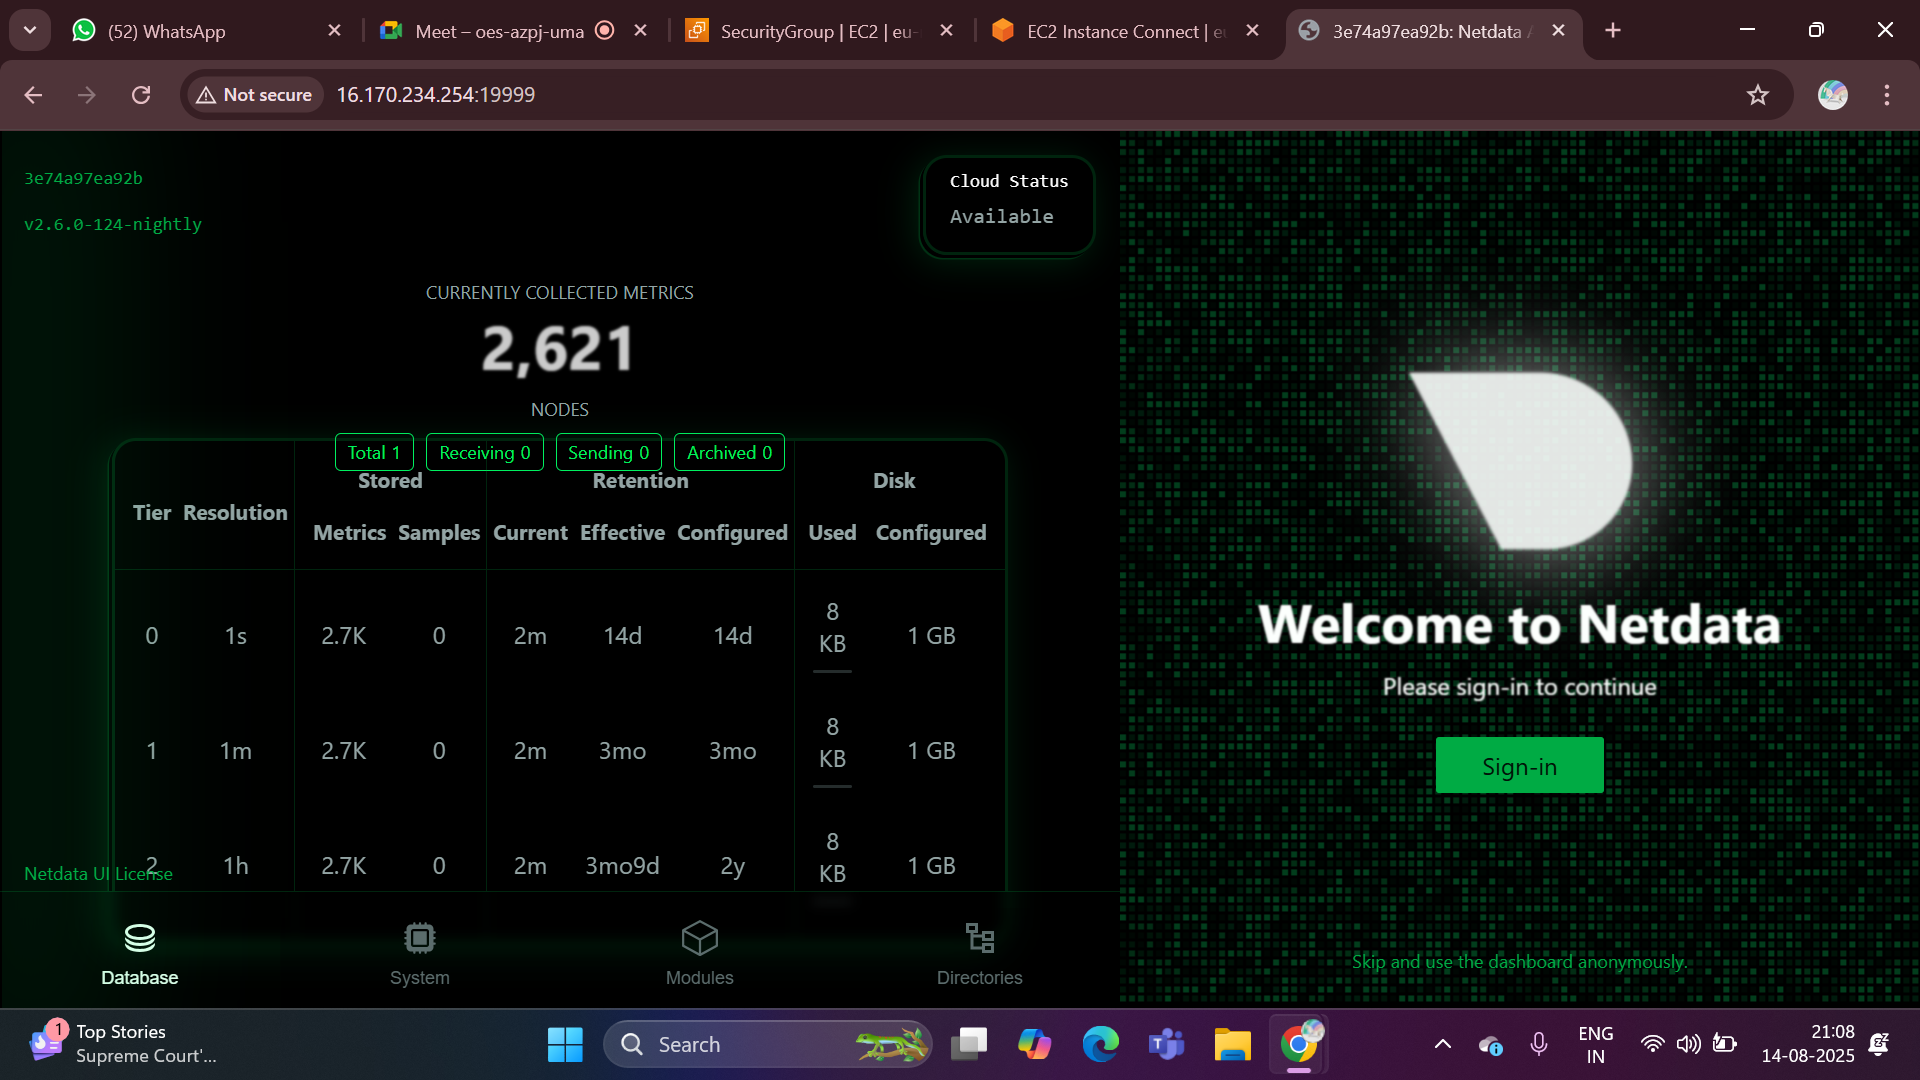 (52) WhatsApp
Meet – oes-azpj-uma
SecurityGroup | EC2 | eu-
EC2 Instance Connect | eu
3e74a97ea92b: Netdata A
Not secure
16.170.234.254:19999
3e74a97ea92b
v2.6.0-124-nightly
Cloud Status
Available
CURRENTLY COLLECTED METRICS
2,621
NODES
Total 1
Receiving 0
Sending 0
Archived 0
Stored
Retention
Disk
Tier Resolution
Metrics Samples Current Effective Configured Used Configured
0 1s 2.7K 0 2m 14d 14d 8 KB 1 GB
1 1m 2.7K 0 2m 3mo 3mo 8 KB 1 GB
2 1h 2.7K 0 2m 3mo9d 2y 8 KB 1 GB
Netdata UI License
Database
System
Modules
Directories
Welcome to Netdata
Please sign-in to continue
Sign-in
Skip and use the dashboard anonymously.
1
Top Stories
Supreme Court'...
Search
ENG
IN
21:08
14-08-2025